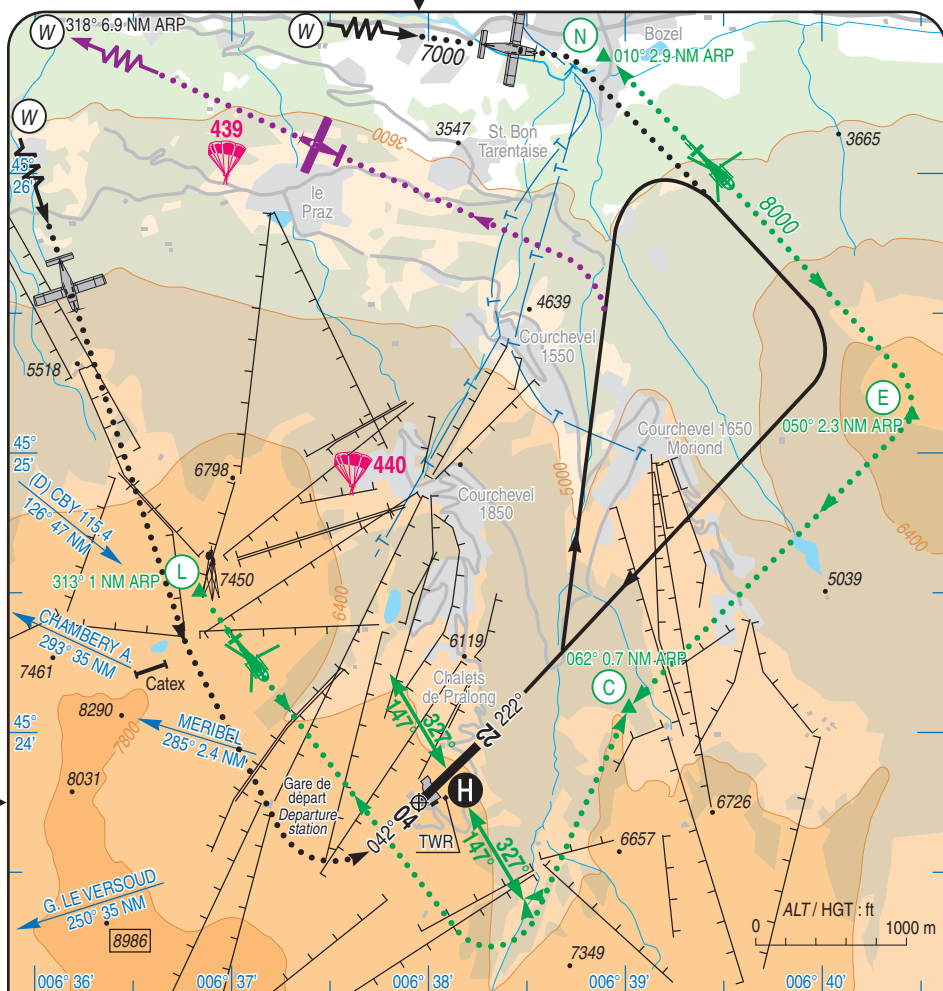 W
318° 6.9 NM ARP
W
7000
N
Bozel
010° 2.9 NM ARP
W
439
3600
3547
St. Bon
Tarentaise
3665
45°
26'
le
Praz
8000
4639
Courchevel
1550
5518
E
050° 2.3 NM ARP
45°
25'
6798
440
Courchevel 1650
Moriond
(D) CBY 115.4
126° 47 NM
Courchevel
1850
5000
6400
L
313° 1 NM ARP
7450
6400
5039
CHAMBERY A.
293° 35 NM
7461
6119
062° 0.7 NM ARP
Catex
Chalets
de Pralong
C
8290
7800
327°
147°
222°
22
45°
24'
MERIBEL
285° 2.4 NM
8031
Gare de
départ
Departure
station
H
04
042°
TWR
6726
327°
147°
6657
G. LE VERSOUD
250° 35 NM
8986
7349
ALT / HGT : ft
0
1000 m
006° 36'
006° 37'
006° 38'
006° 39'
006° 40'